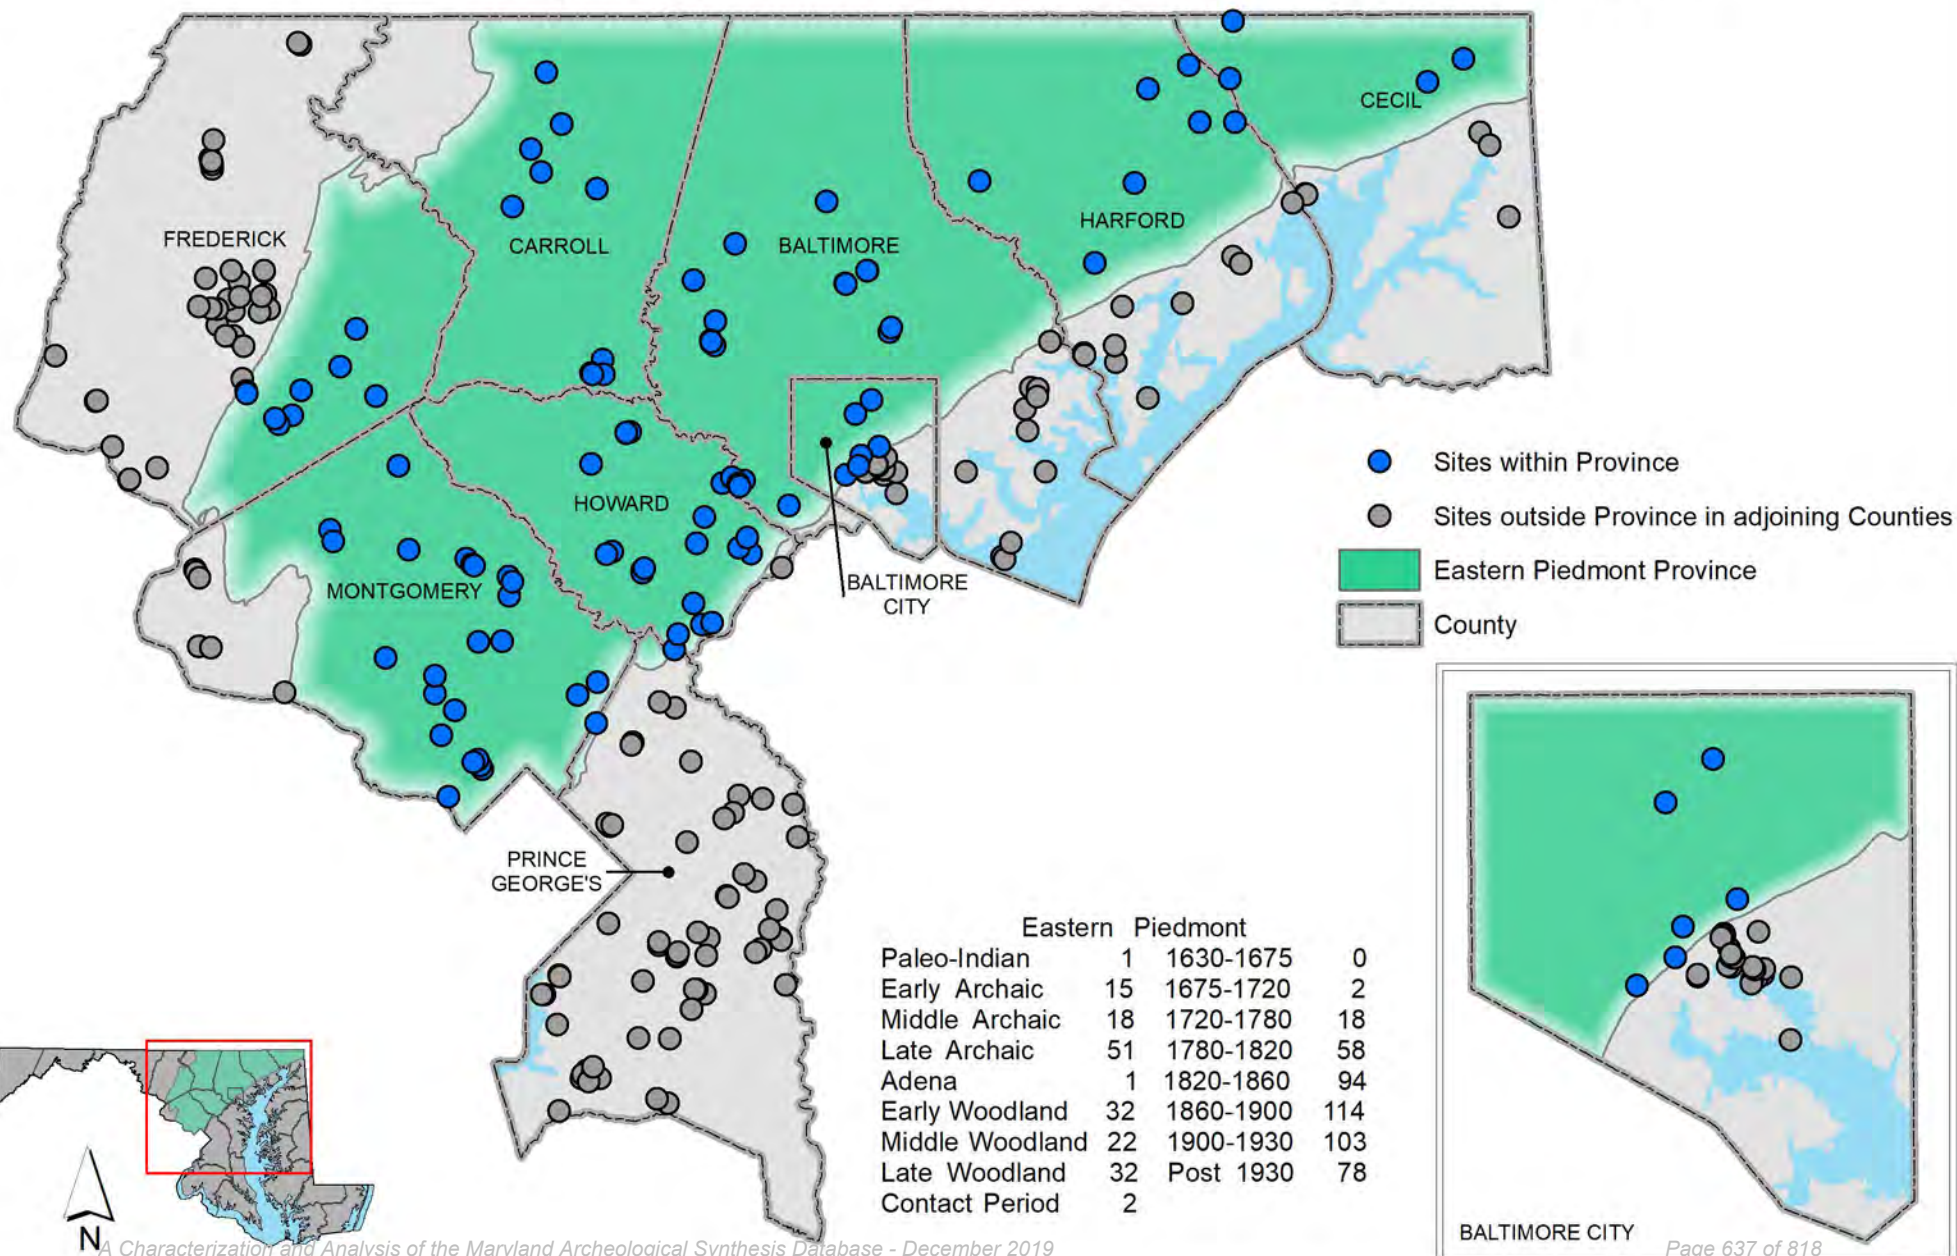 FREDERICK
CARROLL
BALTIMORE
HARFORD
CECIL
HOWARD
MONTGOMERY
BALTIMORE
CITY
PRINCE
GEORGE'S
Sites within Province
Sites outside Province in adjoining Counties
Eastern Piedmont Province
County
Eastern Piedmont
Paleo-Indian 1 1630-1675 0
Early Archaic 15 1675-1720 2
Middle Archaic 18 1720-1780 18
Late Archaic 51 1780-1820 58
Adena 1 1820-1860 94
Early Woodland 32 1860-1900 114
Middle Woodland 22 1900-1930 103
Late Woodland 32 Post 1930 78
Contact Period 2
BALTIMORE CITY
N
A Characterization and Analysis of the Maryland Archeological Synthesis Database - December 2019
Page 637 of 818